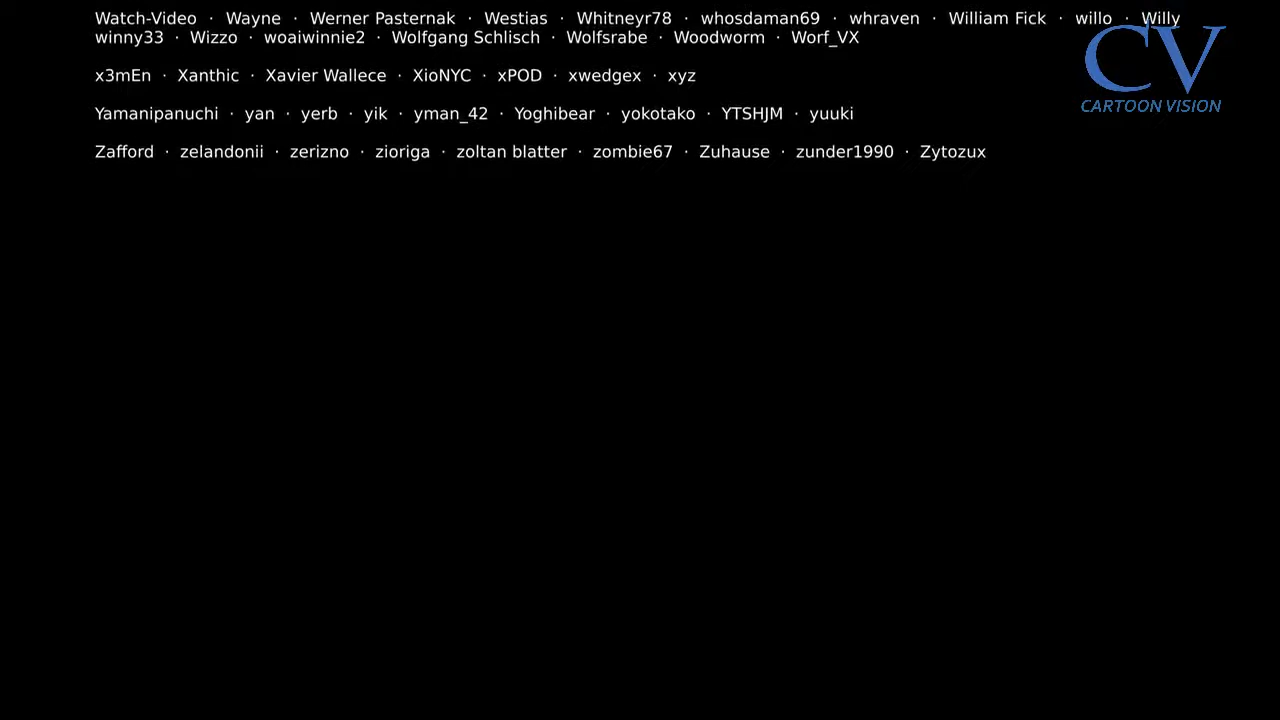 Watch-Video · Wayne · Werner Pasternak · Westias · Whitneyr78 · whosdaman69 · whraven · William Fick · willo · Willy
winny33 · Wizzo · woaiwinnie2 · Wolfgang Schlisch · Wolfsrabe · Woodworm · Worf_VX
CV
CARTOON VISION
x3mEn · Xanthic · Xavier Wallece · XioNYC · xPOD · xwedgex · xyz
Yamanipanuchi · yan · yerb · yik · yman_42 · Yoghibear · yokotako · YTSHJM · yuuki
Zafford · zelandonii · zerizno · zioriga · zoltan blatter · zombie67 · Zuhause · zunder1990 · Zytozux